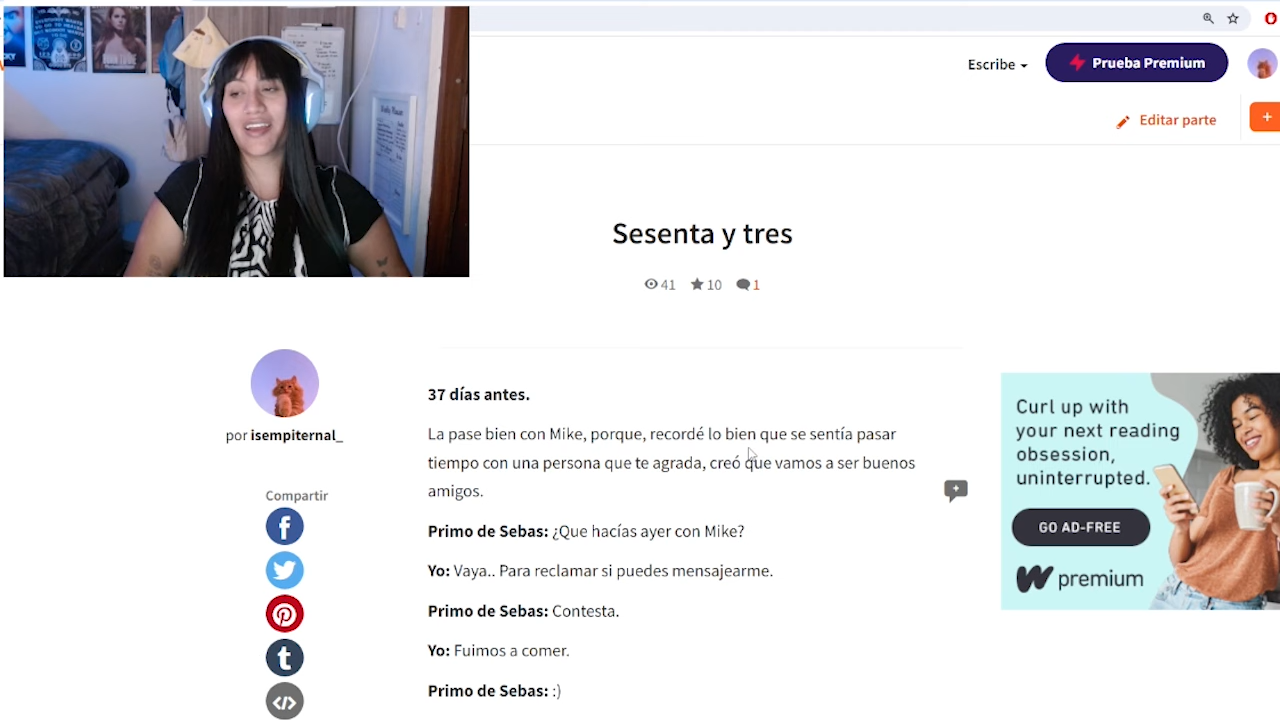 Escribe
Prueba Premium
Editar parte
+
Sesenta y tres
41 10 1
por isempiternal_
Compartir
37 días antes.
La pase bien con Mike, porque, recordé lo bien que se sentía pasar
tiempo con una persona que te agrada, creó que vamos a ser buenos
amigos.
Primo de Sebas: ¿Que hacías ayer con Mike?
Yo: Vaya.. Para reclamar si puedes mensajearme.
Primo de Sebas: Contesta.
Yo: Fuimos a comer.
Primo de Sebas: :)
Curl up with
your next reading
obsession,
uninterrupted.
GO AD-FREE
premium